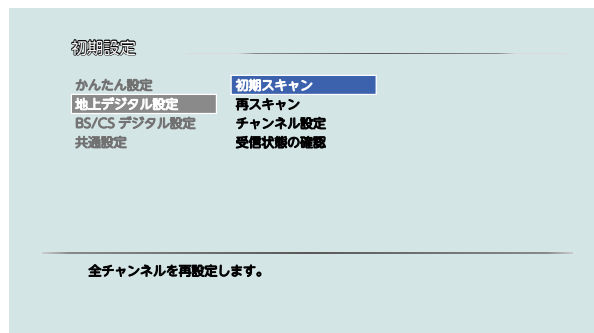 初期設定
かんたん設定
地上デジタル設定
BS/CS デジタル設定
共通設定
初期スキャン
再スキャン
チャンネル設定
受信状態の確認
全チャンネルを再設定します。